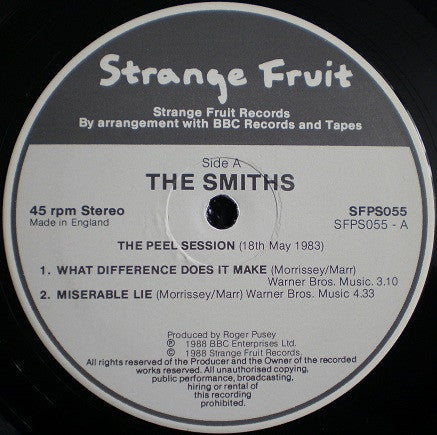 Strange Fruit
Strange Fruit Records
By arrangement with BBC Records and Tapes
Side A
THE SMITHS
45 rpm Stereo
Made in England
SFPS055
SFPS055 - A
THE PEEL SESSION (18th May 1983)
1. WHAT DIFFERENCE DOES IT MAKE (Morrissey/Marr)
Warner Bros. Music. 3.10
2. MISERABLE LIE (Morrissey/Marr) Warner Bros. Music 4.33
Produced by Roger Pusey
℗ 1988 BBC Enterprises Ltd.
© 1988 Strange Fruit Records.
All rights reserved of the Producer and the Owner of the recorded
works reserved. All unauthorised copying,
public performance, broadcasting,
hiring or rental of
this recording
prohibited.